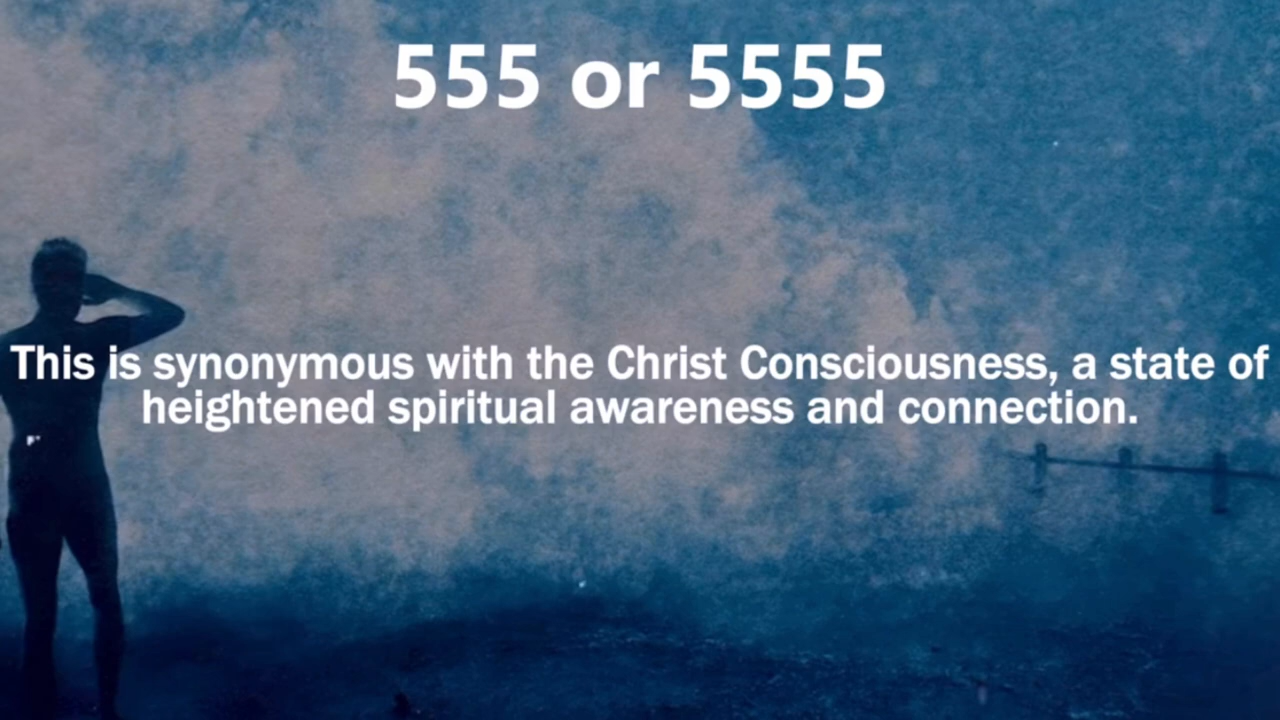 555 or 5555
This is synonymous with the Christ Consciousness, a state of
heightened spiritual awareness and connection.